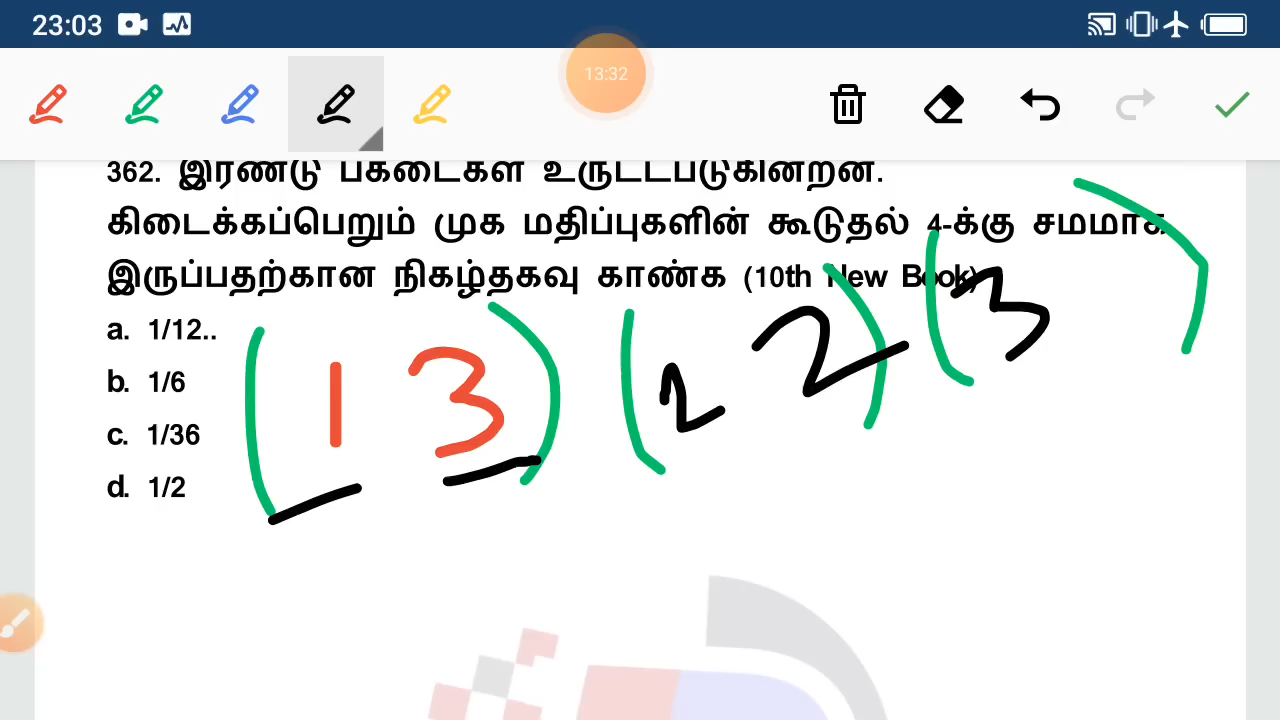 23:03
13:32
362. இரண்டு பகடைகள் உருட்டப்படுகின்றன.
கிடைக்கப்பெறும் முக மதிப்புகளின் கூடுதல் 4-க்கு சமமாக
இருப்பதற்கான நிகழ்தகவு காண்க (10th New Book)
a. 1/12..
b. 1/6
c. 1/36
d. 1/2
(1 3) (2 2) (3 )